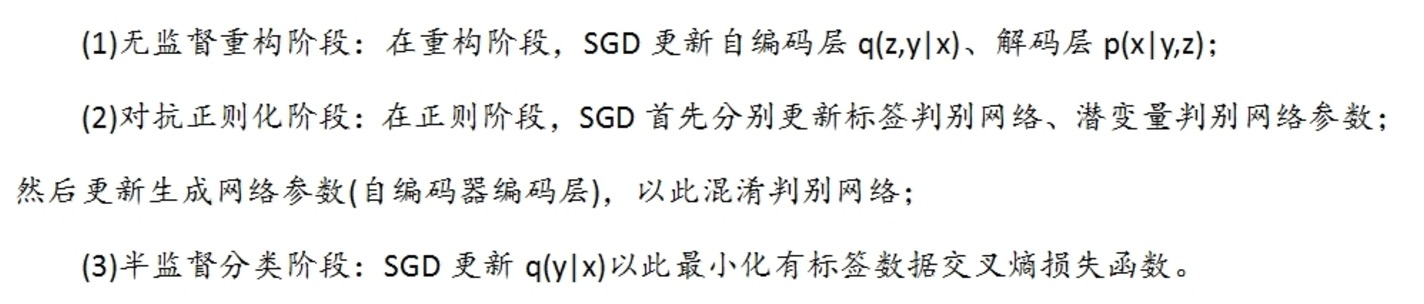 (1)无监督重构阶段：在重构阶段，SGD 更新自编码层 q(z,y|x)、解码层 p(x|y,z)；
(2)对抗正则化阶段：在正则阶段，SGD 首先分别更新标签判别网络、潜变量判别网络参数；
然后更新生成网络参数(自编码器编码层)，以此混淆判别网络；
(3)半监督分类阶段：SGD 更新 q(y|x)以此最小化有标签数据交叉熵损失函数。